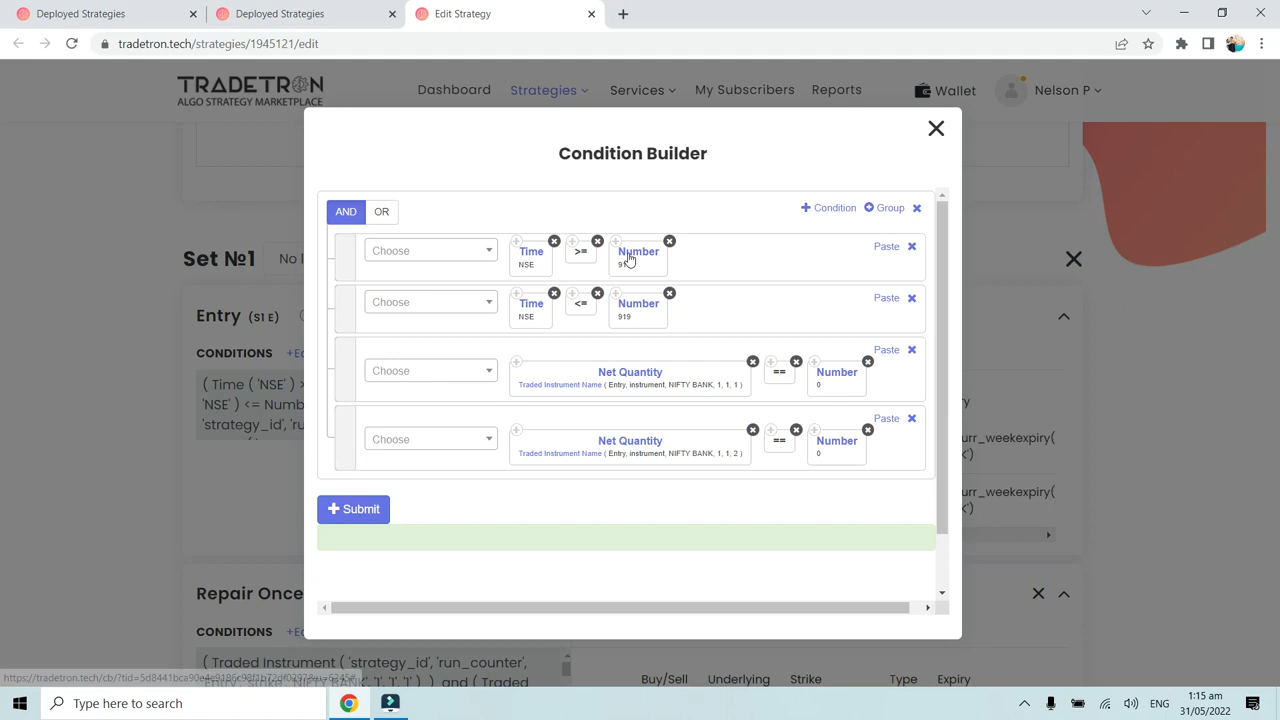 Deployed Strategies
Deployed Strategies
Edit Strategy
tradetron.tech/strategies/1945121/edit
TRADETRON
ALGO STRATEGY MARKETPLACE
Dashboard
Strategies
Services
My Subscribers
Reports
Wallet
Nelson P
Condition Builder
AND
OR
Condition
Group
Choose
Time
NSE
>=
Number
Paste
Choose
Time
NSE
<=
Number
919
Paste
Choose
Net Quantity
Traded Instrument Name ( Entry, instrument, NIFTY BANK, 1, 1, 1 )
==
Number
0
Paste
Choose
Net Quantity
Traded Instrument Name ( Entry, instrument, NIFTY BANK, 1, 1, 2 )
==
Number
0
Paste
Submit
Set №1
Entry (S1 E)
CONDITIONS
( Time ( 'NSE' )
'NSE' ) <= Numb
'strategy_id', 'ru
urr_weekexpiry(
urr_weekexpiry(
Repair Once
CONDITIONS
( Traded Instrument ( 'strategy_id', 'run_counter',
Buy/Sell
Underlying
Strike
Type
Expiry
Type here to search
ENG
1:15 am
31/05/2022